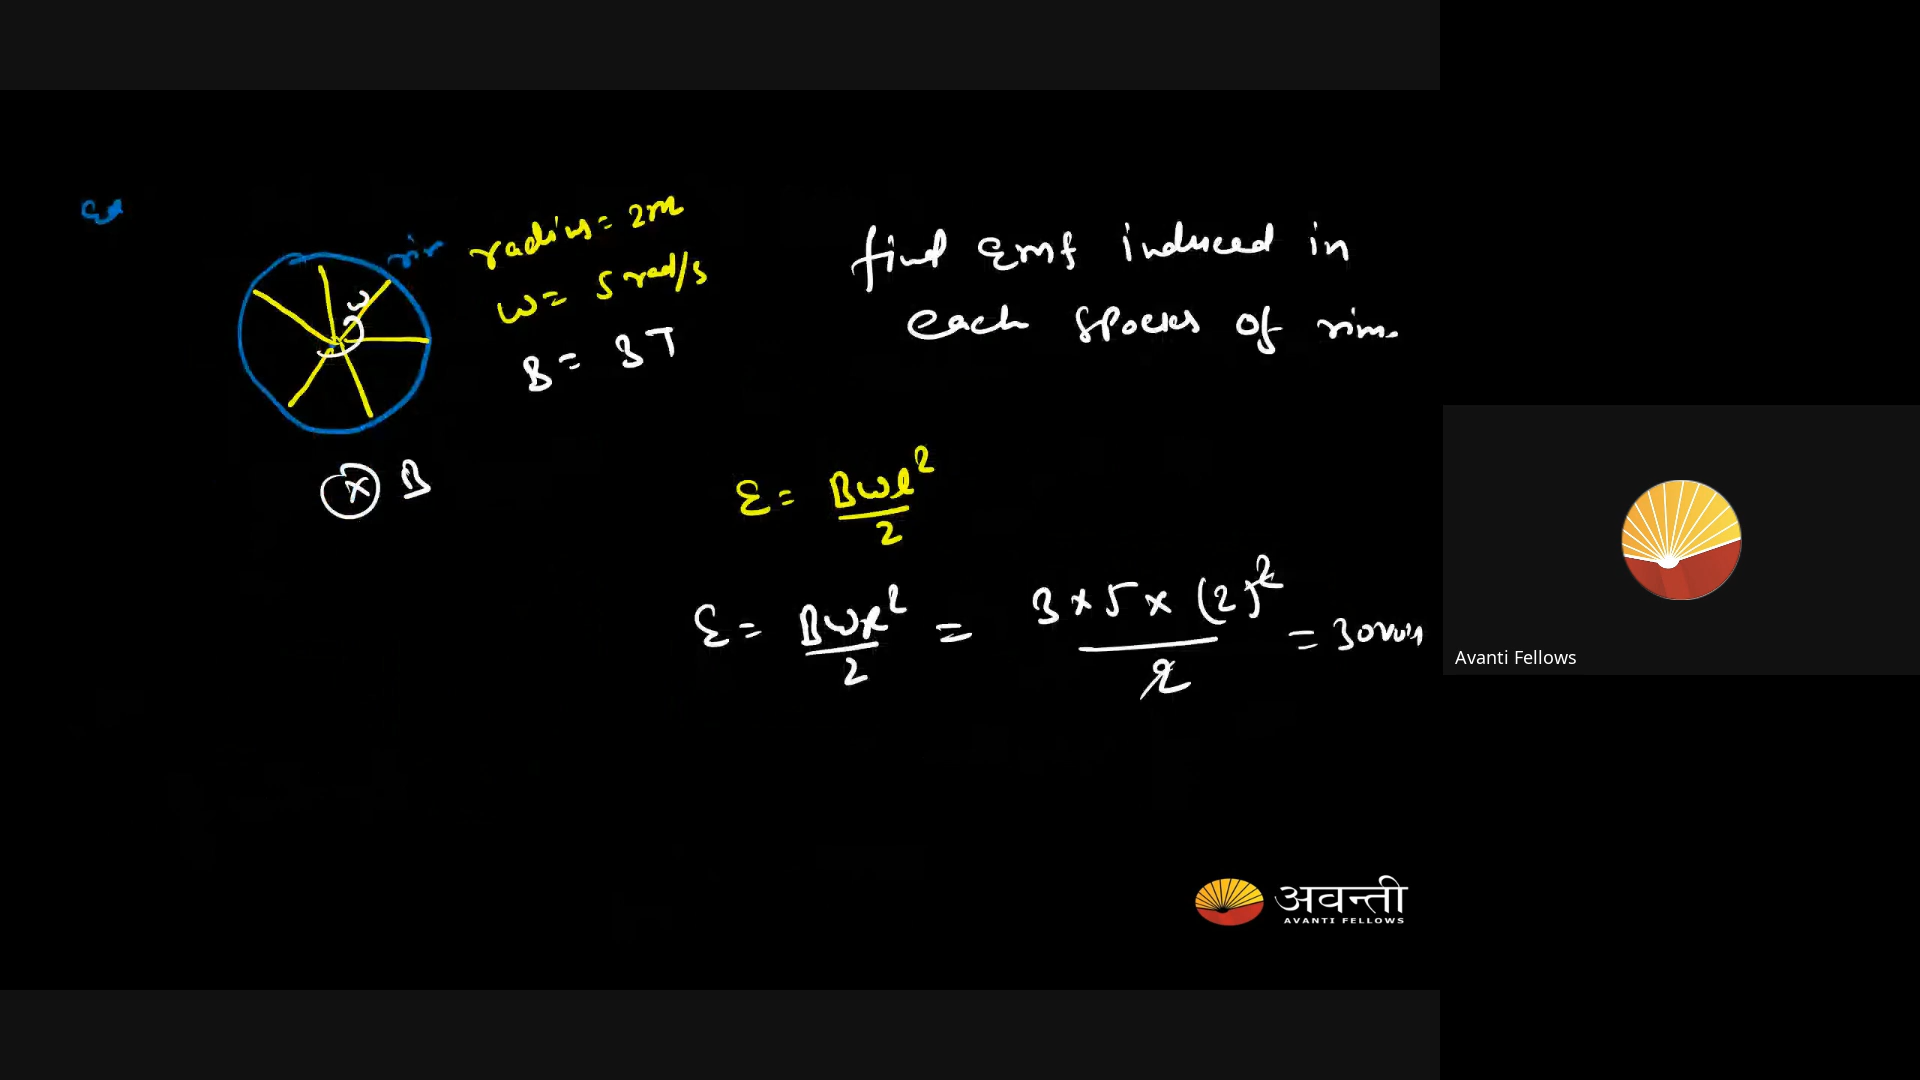 Ex
rim
radius = 2m
ω = 5 rad/s
B = 3T
find Emf induced in
each spokes of rim.
ω
⊗ B
ε = Bωl²/2
ε = Bωr²/2 = 3×5×(2)²/2 = 30 volt
Avanti Fellows
अवन्ती
AVANTI FELLOWS